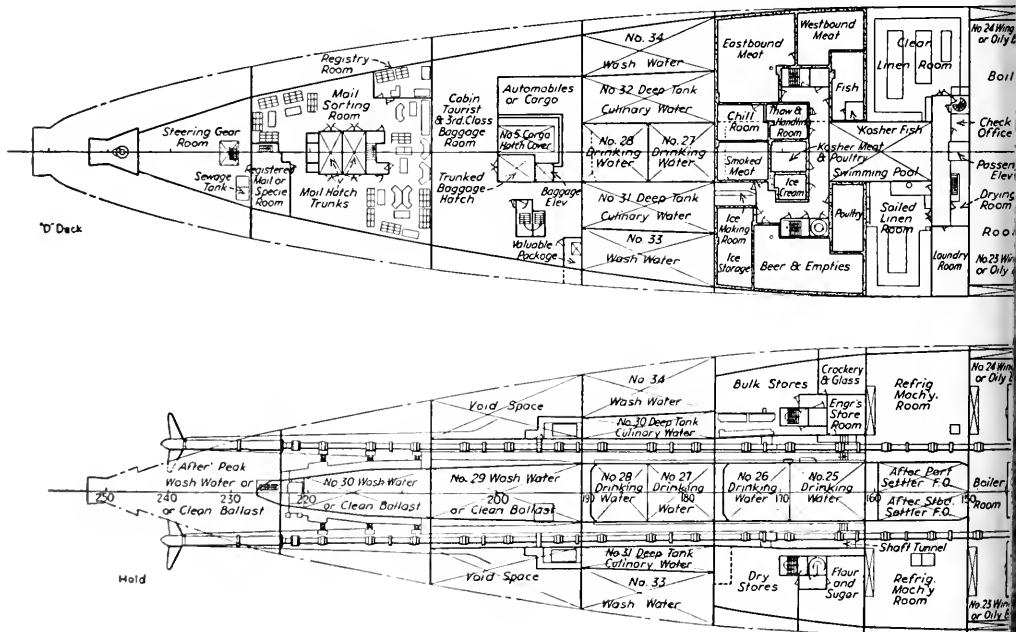 Registry
Room
Mail
Sorting
Room
Steering Gear
Room
Sewage
Tank
Registered
Mail or
Specie
Room
Mail Hatch
Trunks
"D" Deck
Cabin
Tourist
& 3rd. Class
Baggage
Room
Trunked
Baggage
Hatch
Automobiles
or Cargo
No 5 Cargo
Hatch Cover
Baggage
Elev
Valuable
Package
No. 34
Wash Water
No 32 Deep Tank
Culinary Water
No. 28
Drinking
Water
No. 27
Drinking
Water
No. 31 Deep Tank
Culinary Water
No. 33
Wash Water
Eastbound
Meat
Westbound
Meat
Fish
Chill
Room
Thaw &
Handling
Room
Smoked
Meat
Kosher Meat
& Poultry
Ice
Cream
Ice
Making
Room
Ice
Storage
Poultry
Beer & Empties
Clean
Linen Room
Kosher Fish
Swimming Pool
Soiled
Linen
Room
Laundry
Room
No 24 Wing
or Oily
Boil
Check
Office
Passen
Elev
Drying
Room
Roo
No. 23 Win
or Oily
Void Space
No 34
Wash Water
No 30 Deep Tank
Culinary Water
Bulk Stores
Crockery
& Glass
Engr's
Store
Room
Refrig
Mach'y.
Room
No 24 Wing
or Oily
After Peak
Wash Water or
or Clean Ballast
No 30 Wash Water
or Clean Ballast
No. 29 Wash Water
or Clean Ballast
No 28
Drinking
Water
No. 27
Drinking
Water
No 26
Drinking
Water
No. 25
Drinking
Water
After Port
Settler F.O.
After Stbd.
Settler F.O.
Boiler
Room
250
240
220
200
190
180
170
160
150
Shaft Tunnel
Hold
Void Space
No 31 Deep Tank
Culinary Water
No. 33
Wash Water
Dry
Stores
Flour
and
Sugar
Refrig.
Mach'y
Room
No. 23 Wing
or Oily